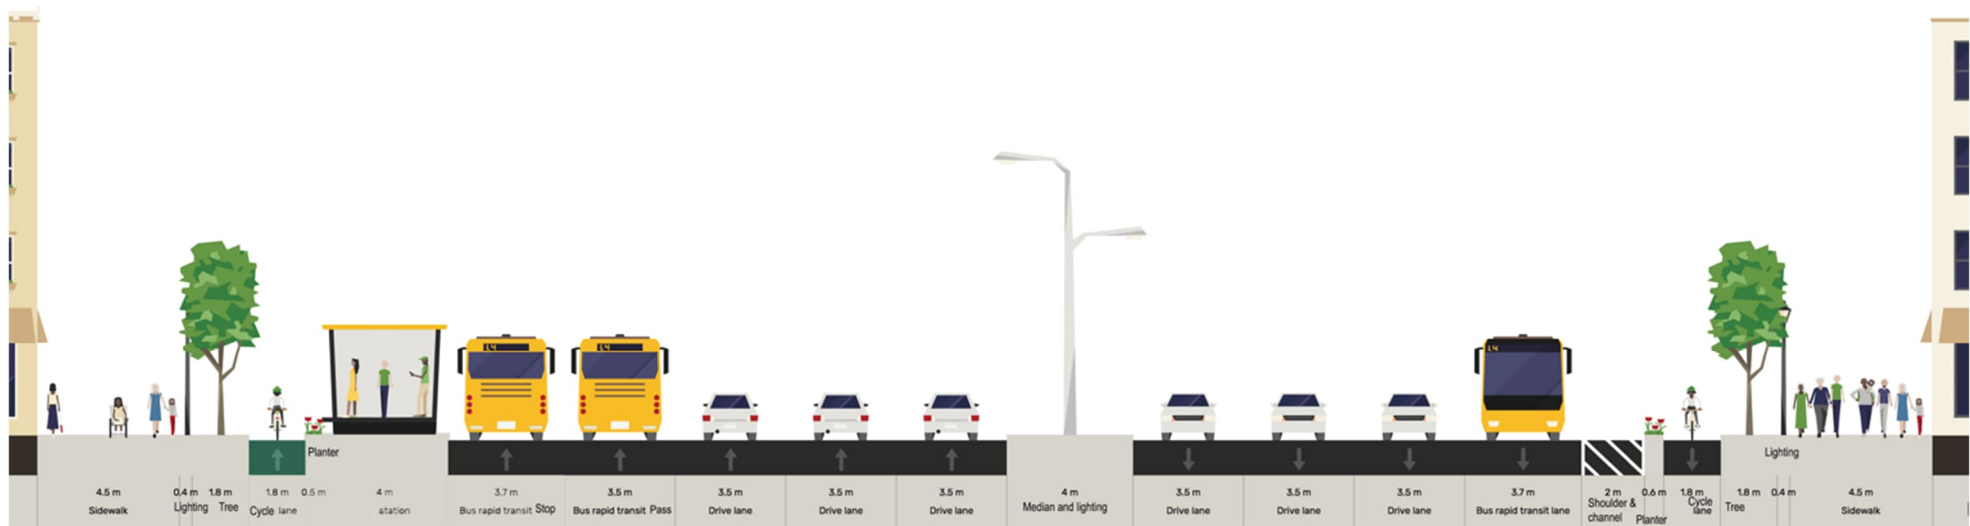 L4
L4
L4
Planter
Lighting
4.5 m
Sidewalk
0.4 m
Lighting
1.8 m
Tree
1.8 m
Cycle lane
0.5 m
4 m
station
3.7 m
Bus rapid transit Stop
3.5 m
Bus rapid transit Pass
3.5 m
Drive lane
3.5 m
Drive lane
3.5 m
Drive lane
4 m
Median and lighting
3.5 m
Drive lane
3.5 m
Drive lane
3.5 m
Drive lane
3.7 m
Bus rapid transit lane
2 m
Shoulder &
channel
0.6 m
Planter
1.8 m
Cycle
lane
1.8 m
Tree
0.4 m
4.5 m
Sidewalk